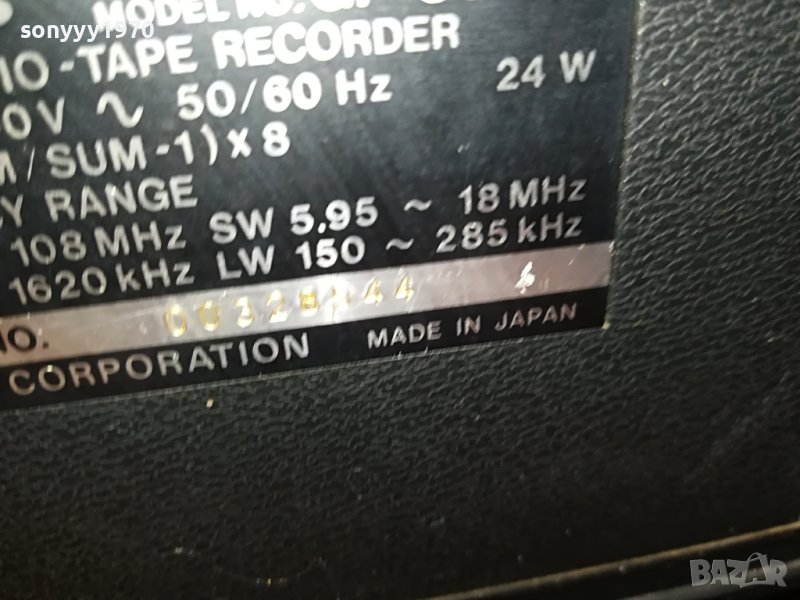 sonyyy1970
MODEL NO.
IO-TAPE RECORDER
0V ~ 50/60 Hz 24 W
M/SUM-1) x 8
Y RANGE
108 MHz SW 5.95 ~ 18 MHz
1620 kHz LW 150 ~ 285 kHz
NO.
CORPORATION MADE IN JAPAN
BAZAR